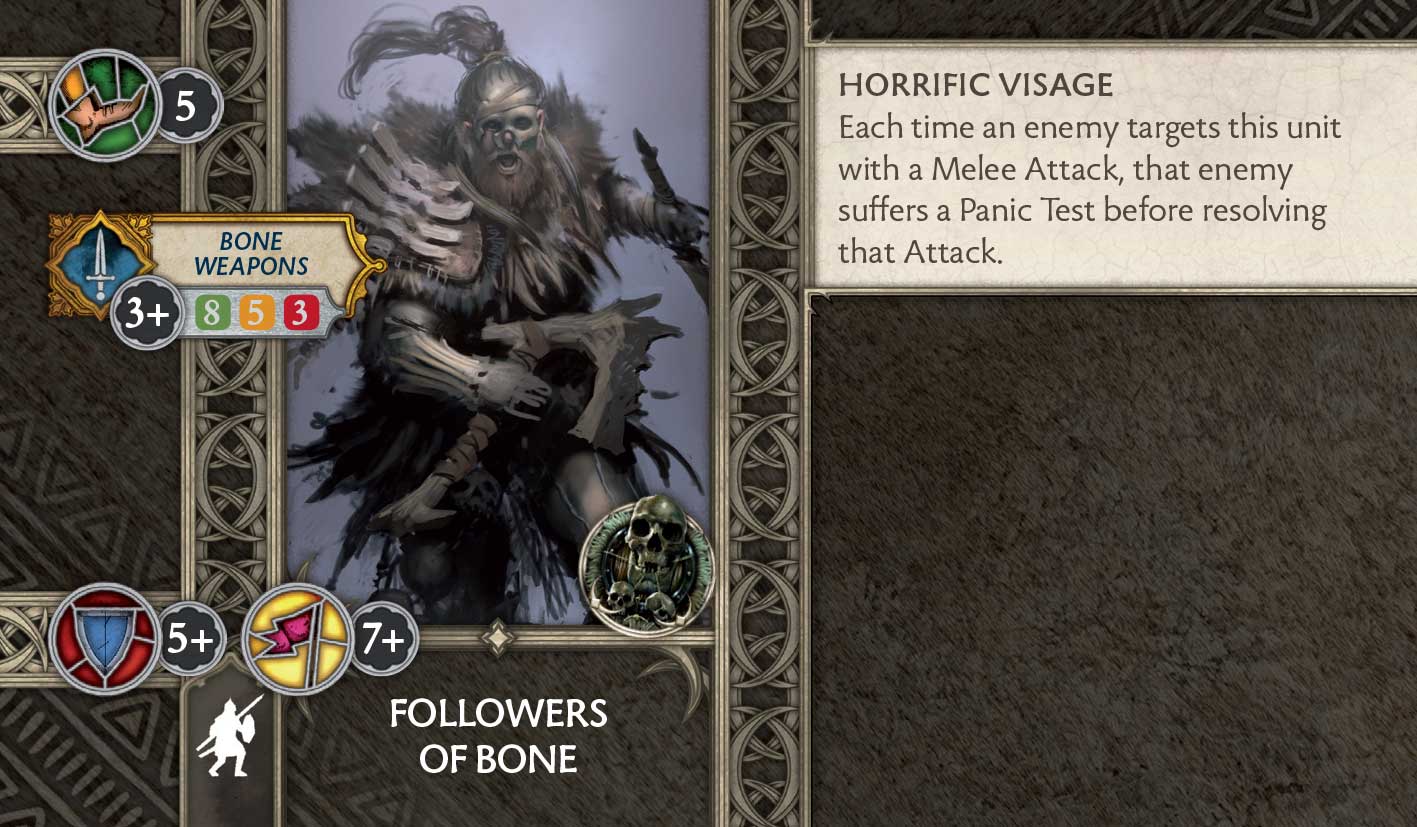 5
BONE
WEAPONS
3+ 8 5 3
5+ 7+
FOLLOWERS
OF BONE
HORRIFIC VISAGE
Each time an enemy targets this unit
with a Melee Attack, that enemy
suffers a Panic Test before resolving
that Attack.